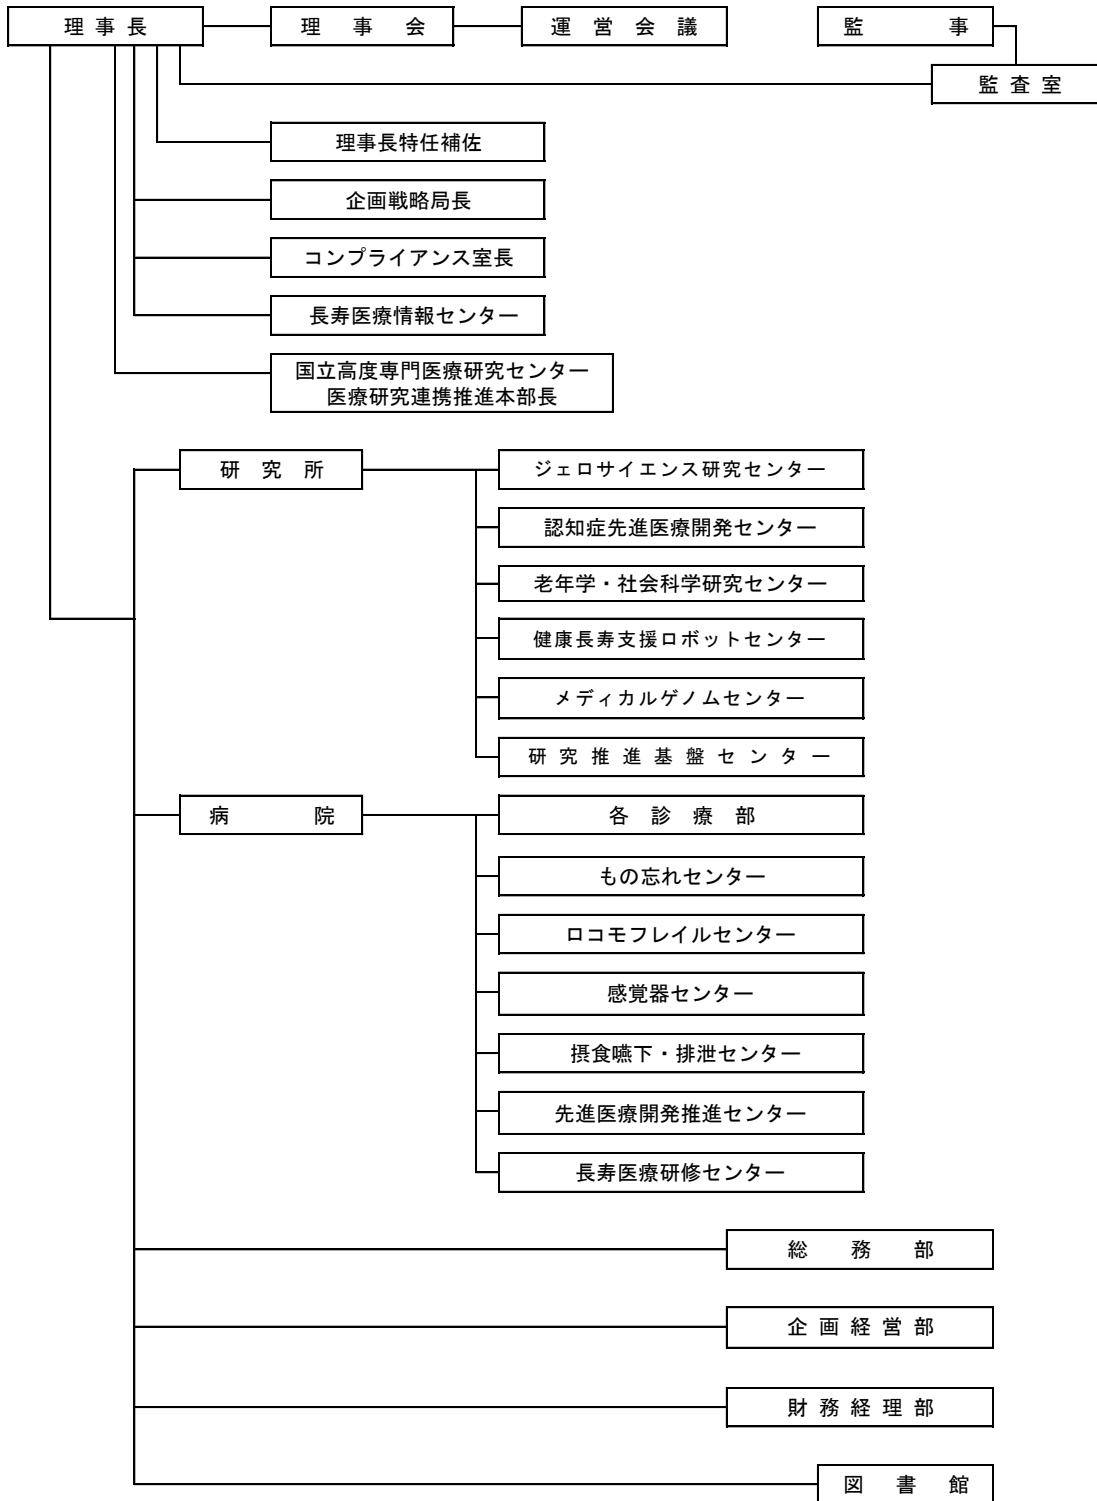 理事長
理事会
運営会議
監事
監査室
理事長特任補佐
企画戦略局長
コンプライアンス室長
長寿医療情報センター
国立高度専門医療研究センター
医療研究連携推進本部長
研究所
ジェロサイエンス研究センター
認知症先進医療開発センター
老年学・社会科学研究センター
健康長寿支援ロボットセンター
メディカルゲノムセンター
研究推進基盤センター
病院
各診療部
もの忘れセンター
ロコモフレイルセンター
感覚器センター
摂食嚥下・排泄センター
先進医療開発推進センター
長寿医療研修センター
総務部
企画経営部
財務経理部
図書館